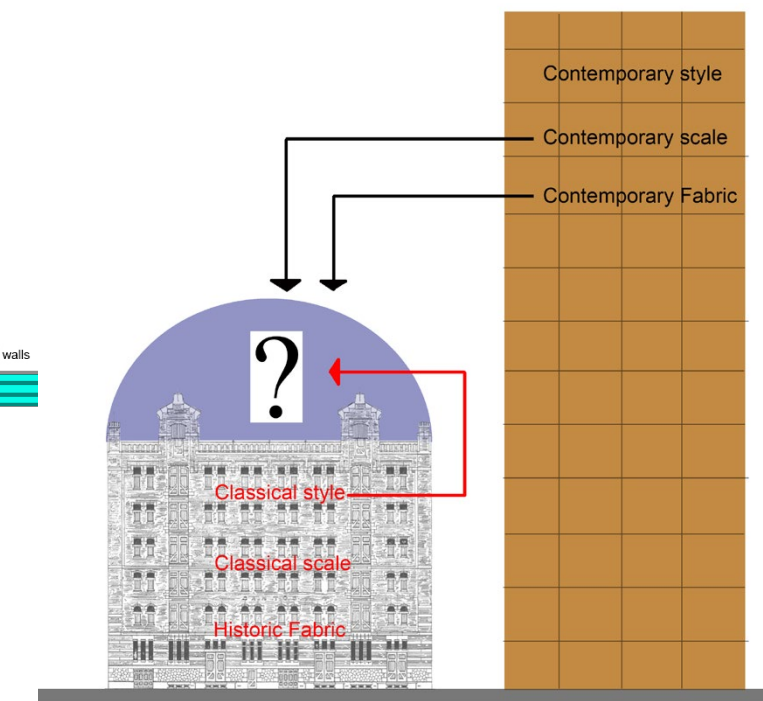 Contemporary style
Contemporary scale
Contemporary Fabric
walls
?
Classical style
Classical scale
Historic Fabric